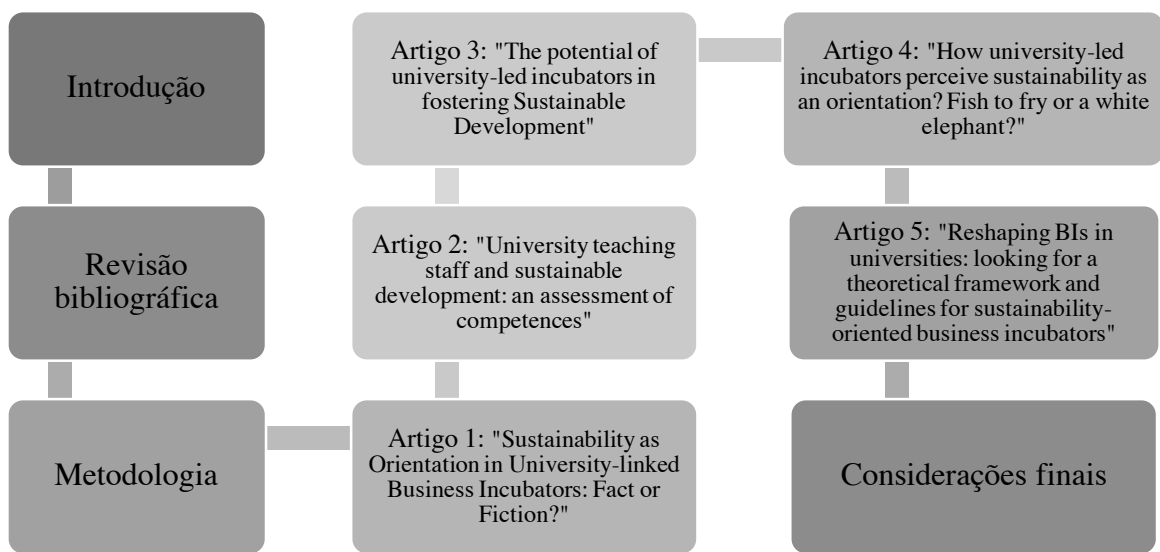 Introdução
Revisão
bibliográfica
Metodologia
Artigo 1: "Sustainability as
Orientation in University-linked
Business Incubators: Fact or
Fiction?"
Artigo 2: "University teaching
staff and sustainable
development: an assessment of
competences"
Artigo 3: "The potential of
university-led incubators in
fostering Sustainable
Development"
Artigo 4: "How university-led
incubators perceive sustainability as
an orientation? Fish to fry or a white
elephant?"
Artigo 5: "Reshaping BIs in
universities: looking for a
theoretical framework and
guidelines for sustainability-
oriented business incubators"
Considerações finais